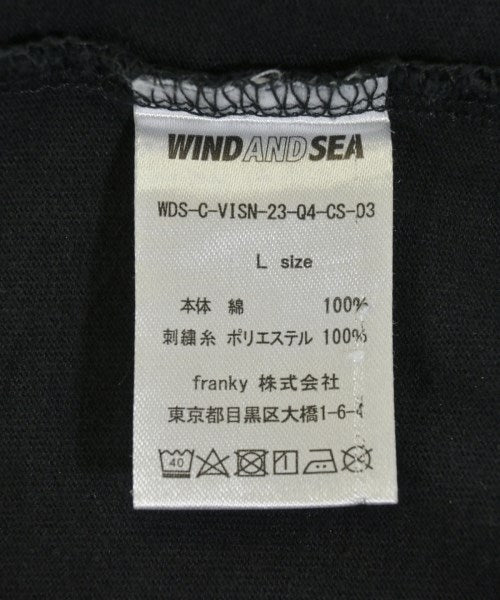 WIND AND SEA
WDS-C-VISN-23-Q4-CS-03
L size
本体 綿 100%
刺繍糸 ポリエステル 100%
franky 株式会社
東京都目黒区大橋1-6-4
40